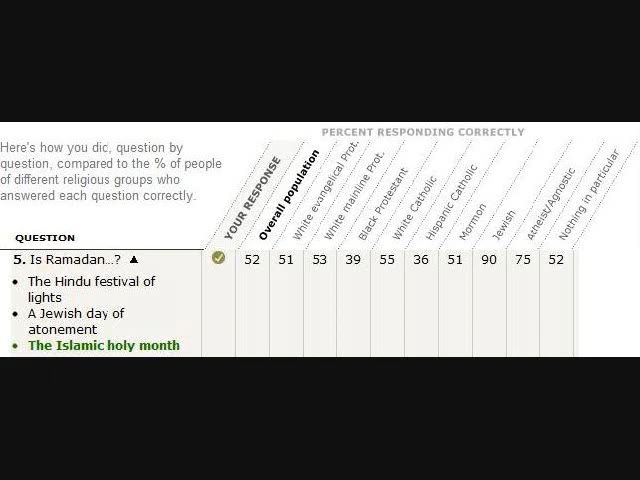 PERCENT RESPONDING CORRECTLY
Here's how you dic, question by
question, compared to the % of people
of different religious groups who
answered each question correctly.
YOUR RESPONSE
Overall population
White evangelical Prot.
White mainline Prot.
Black Protestant
White Catholic
Hispanic Catholic
Mormon
Jewish
Atheist/Agnostic
Nothing in particular
QUESTION
5. Is Ramadan...? ▲ 52 51 53 39 55 36 51 90 75 52
• The Hindu festival of
lights
• A Jewish day of
atonement
• The Islamic holy month